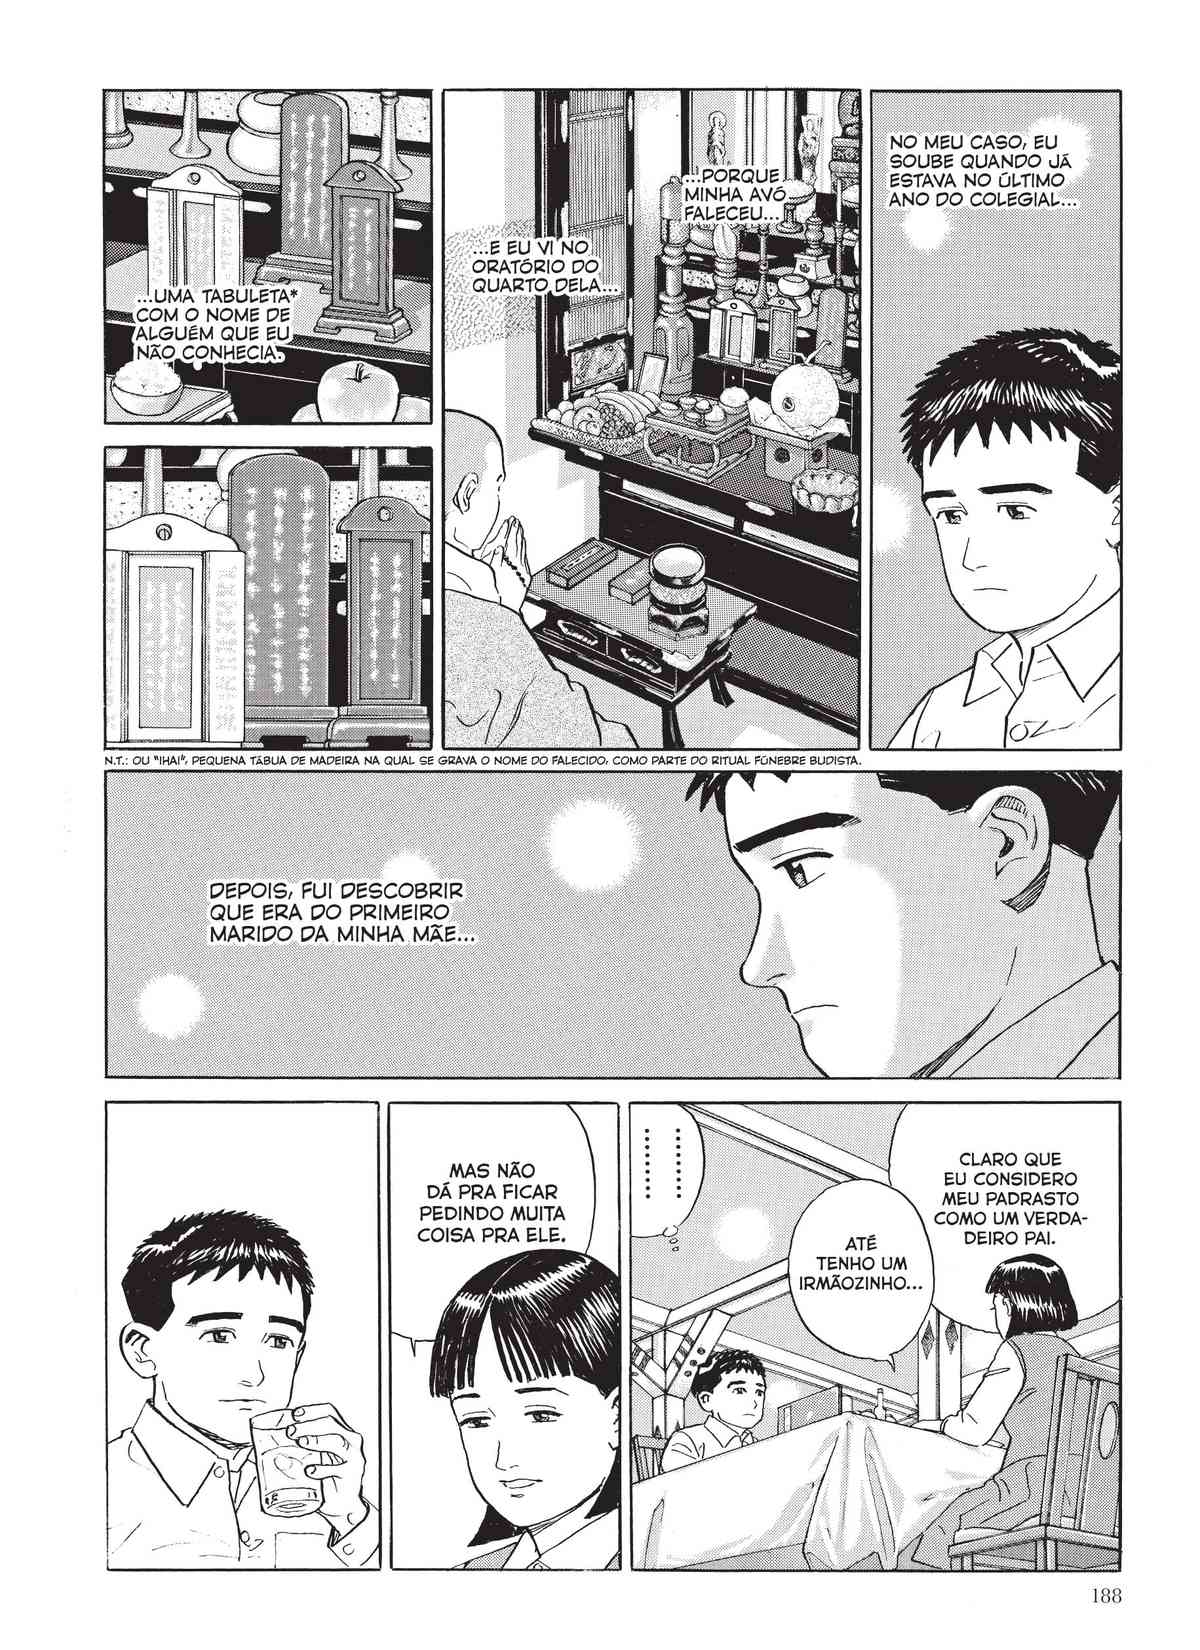 NO MEU CASO, EU
SOUBE QUANDO JÁ
ESTAVA NO ÚLTIMO
ANO DO COLEGIAL...
...PORQUE
MINHA AVÓ
FALECEU...
...E EU VI NO
ORATÓRIO DO
QUARTO DELA...
...UMA TABULETA*
COM O NOME DE
ALGUÉM QUE EU
NÃO CONHECIA.
N.T.: OU "IHAI", PEQUENA TÁBUA DE MADEIRA NA QUAL SE GRAVA O NOME DO FALECIDO, COMO PARTE DO RITUAL FÚNEBRE BUDISTA.
DEPOIS, FUI DESCOBRIR
QUE ERA DO PRIMEIRO
MARIDO DA MINHA MÃE...
CLARO QUE
EU CONSIDERO
MEU PADRASTO
COMO UM VERDA-
DEIRO PAI.
ATÉ
TENHO UM
IRMÃOZINHO...
MAS NÃO
DÁ PRA FICAR
PEDINDO MUITA
COISA PRA ELE.
188